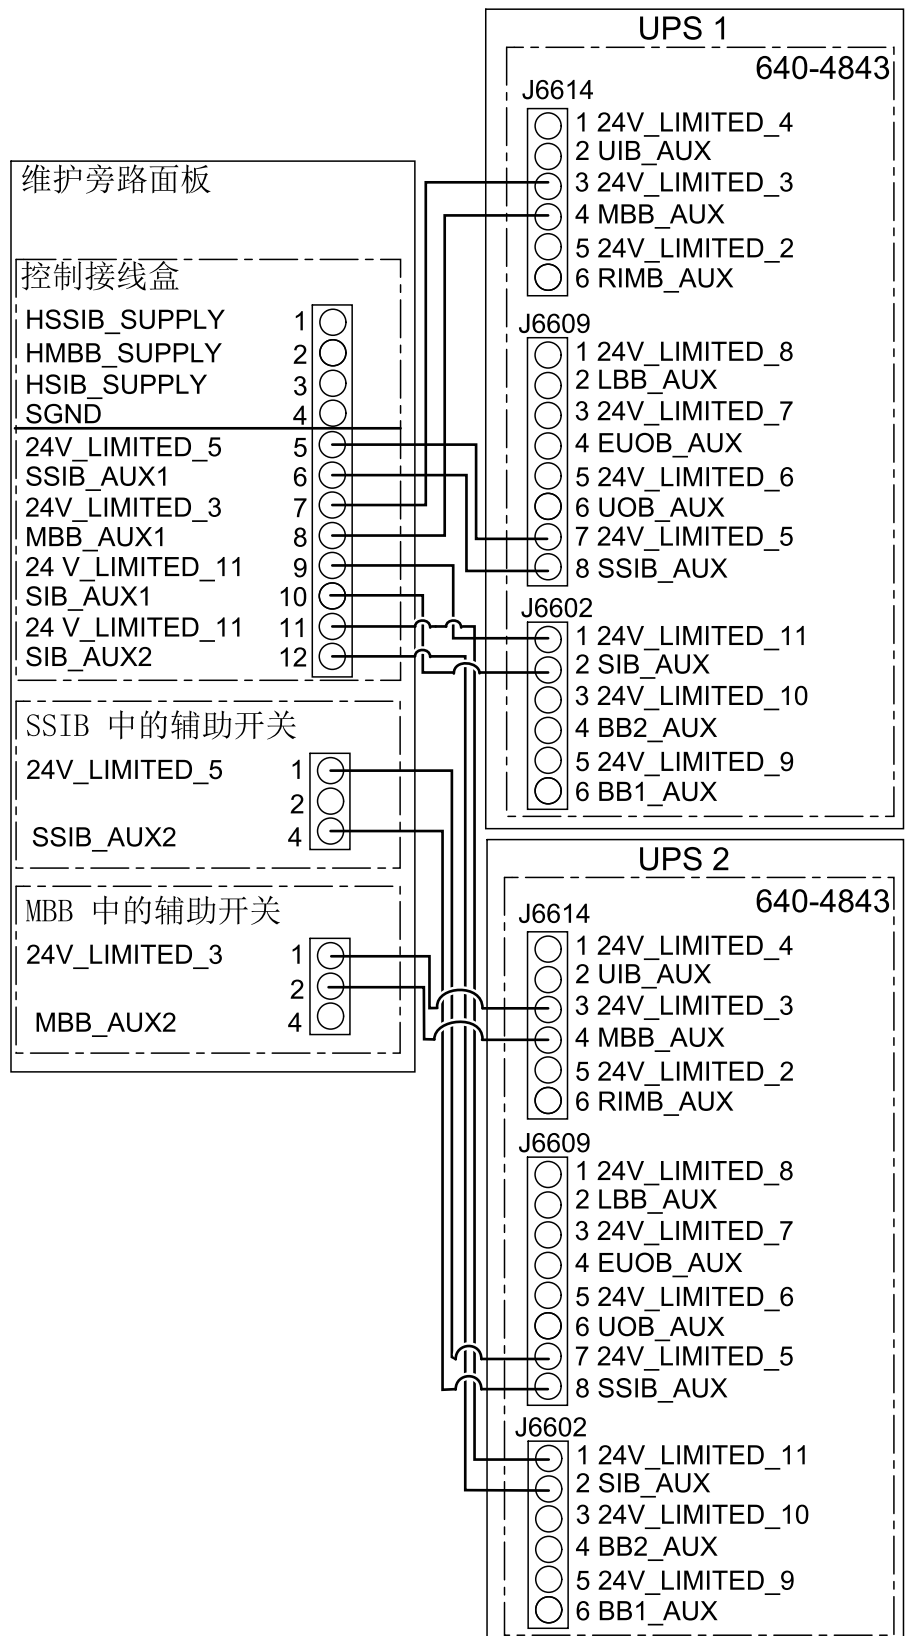 维护旁路面板
控制接线盒
HSSIB_SUPPLY 1
HMBB_SUPPLY 2
HSIB_SUPPLY 3
SGND 4
24V_LIMITED_5 5
SSIB_AUX1 6
24V_LIMITED_3 7
MBB_AUX1 8
24 V_LIMITED_11 9
SIB_AUX1 10
24 V_LIMITED_11 11
SIB_AUX2 12
SSIB 中的辅助开关
24V_LIMITED_5 1
2
SSIB_AUX2 4
MBB 中的辅助开关
24V_LIMITED_3 1
2
MBB_AUX2 4
UPS 1
640-4843
J6614
1 24V_LIMITED_4
2 UIB_AUX
3 24V_LIMITED_3
4 MBB_AUX
5 24V_LIMITED_2
6 RIMB_AUX
J6609
1 24V_LIMITED_8
2 LBB_AUX
3 24V_LIMITED_7
4 EUOB_AUX
5 24V_LIMITED_6
6 UOB_AUX
7 24V_LIMITED_5
8 SSIB_AUX
J6602
1 24V_LIMITED_11
2 SIB_AUX
3 24V_LIMITED_10
4 BB2_AUX
5 24V_LIMITED_9
6 BB1_AUX
UPS 2
640-4843
J6614
1 24V_LIMITED_4
2 UIB_AUX
3 24V_LIMITED_3
4 MBB_AUX
5 24V_LIMITED_2
6 RIMB_AUX
J6609
1 24V_LIMITED_8
2 LBB_AUX
3 24V_LIMITED_7
4 EUOB_AUX
5 24V_LIMITED_6
6 UOB_AUX
7 24V_LIMITED_5
8 SSIB_AUX
J6602
1 24V_LIMITED_11
2 SIB_AUX
3 24V_LIMITED_10
4 BB2_AUX
5 24V_LIMITED_9
6 BB1_AUX